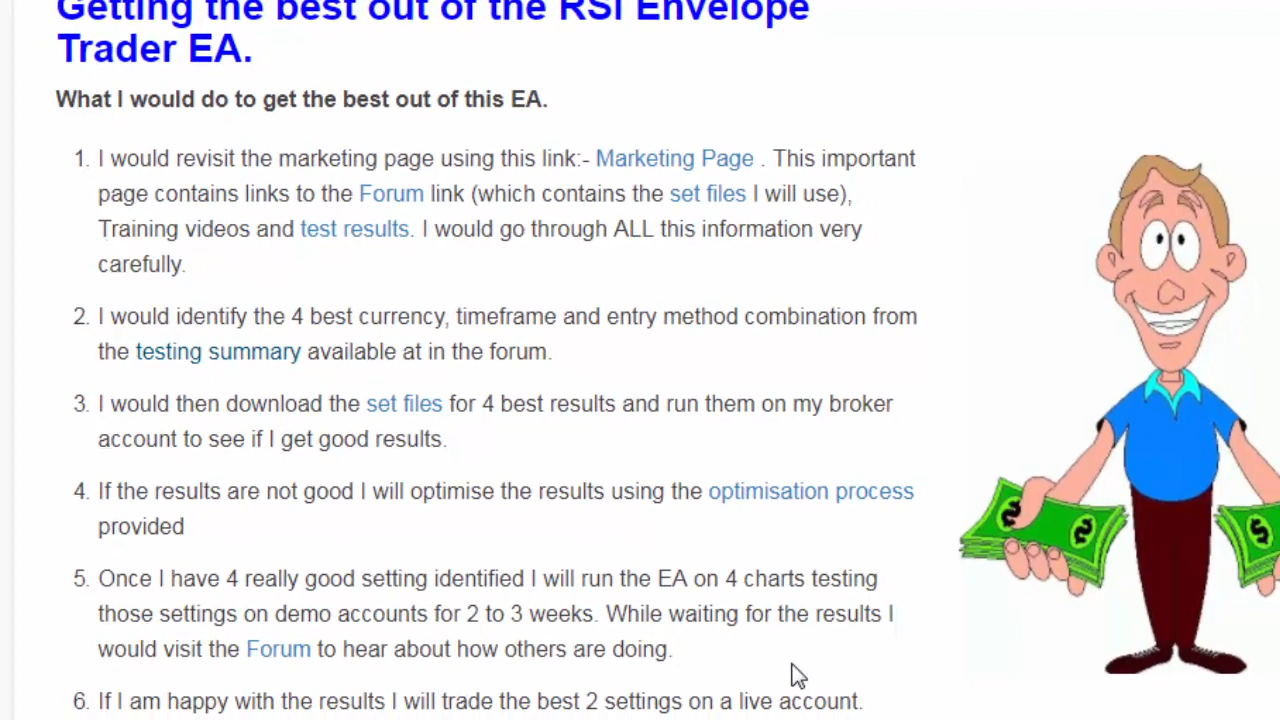 Getting the best out of the RSI Envelope
Trader EA.
What I would do to get the best out of this EA.
1. I would revisit the marketing page using this link:- Marketing Page . This important
page contains links to the Forum link (which contains the set files I will use),
Training videos and test results. I would go through ALL this information very
carefully.
2. I would identify the 4 best currency, timeframe and entry method combination from
the testing summary available at in the forum.
3. I would then download the set files for 4 best results and run them on my broker
account to see if I get good results.
4. If the results are not good I will optimise the results using the optimisation process
provided
5. Once I have 4 really good setting identified I will run the EA on 4 charts testing
those settings on demo accounts for 2 to 3 weeks. While waiting for the results I
would visit the Forum to hear about how others are doing.
6. If I am happy with the results I will trade the best 2 settings on a live account.